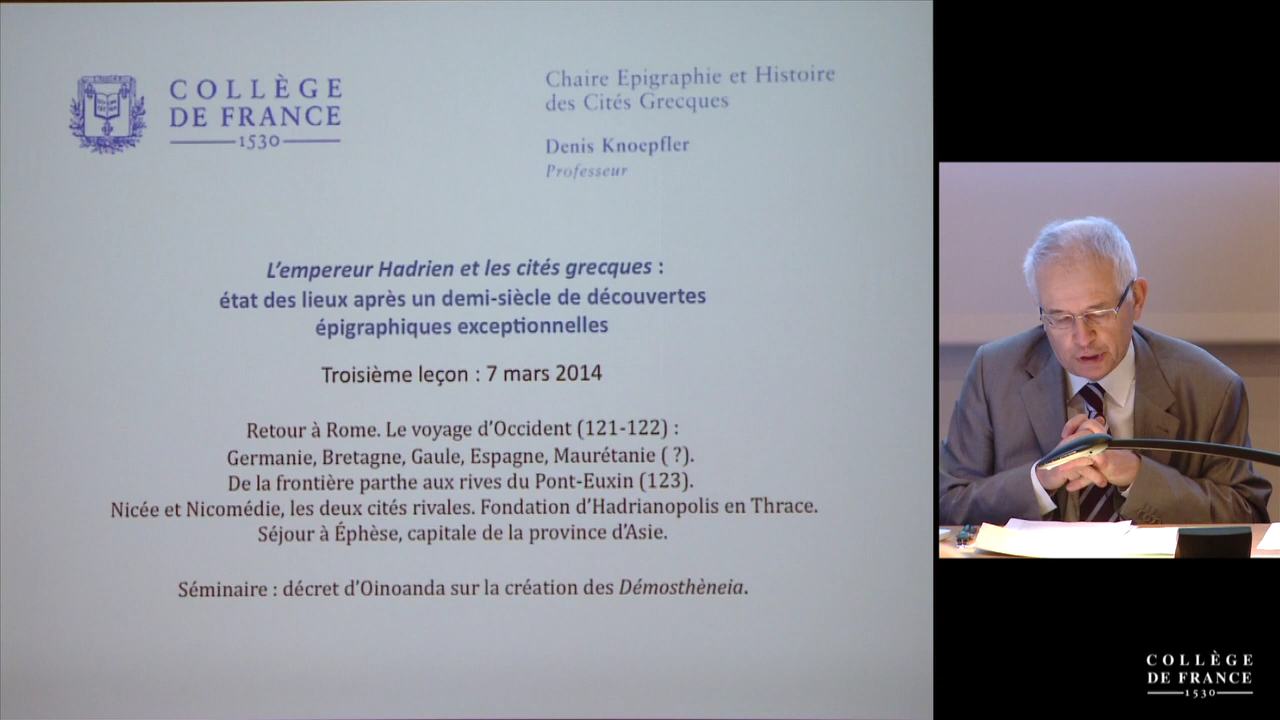 COLLÈGE
DE FRANCE
1530
Chaire Epigraphie et Histoire
des Cités Grecques
Denis Knoepfler
Professeur
L'empereur Hadrien et les cités grecques :
état des lieux après un demi-siècle de découvertes
épigraphiques exceptionnelles
Troisième leçon : 7 mars 2014
Retour à Rome. Le voyage d'Occident (121-122) :
Germanie, Bretagne, Gaule, Espagne, Maurétanie ( ?).
De la frontière parthe aux rives du Pont-Euxin (123).
Nicée et Nicomédie, les deux cités rivales. Fondation d'Hadrianopolis en Thrace.
Séjour à Éphèse, capitale de la province d'Asie.
Séminaire : décret d'Oinoanda sur la création des Démosthèneia.
COLLÈGE
DE FRANCE
1530